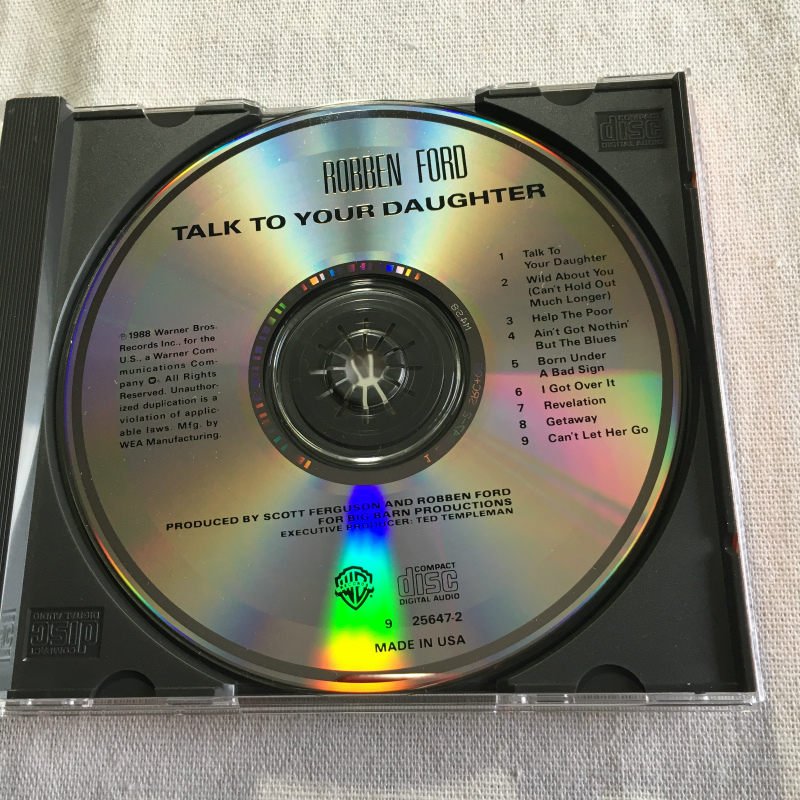 COMPACT
disc
DIGITAL AUDIO
ROBBEN FORD
TALK TO YOUR DAUGHTER
1 Talk To
Your Daughter
2 Wild About You
(Can't Hold Out
Much Longer)
3 Help The Poor
4 Ain't Got Nothin'
But The Blues
5 Born Under
A Bad Sign
6 I Got Over It
7 Revelation
8 Getaway
9 Can't Let Her Go
℗ 1988 Warner Bros.
Records Inc., for the
U.S., a Warner Com-
munications Com-
pany. All Rights
Reserved. Unauthor-
ized duplication is a
violation of applic-
able laws. Mfg. by
WEA Manufacturing.
PRODUCED BY SCOTT FERGUSON AND ROBBEN FORD
FOR BIG BARN PRODUCTIONS
EXECUTIVE PRODUCER: TED TEMPLEMAN
WB
COMPACT
disc
DIGITAL AUDIO
9 25647-2
MADE IN USA
COMPACT
disc
DIGITAL AUDIO